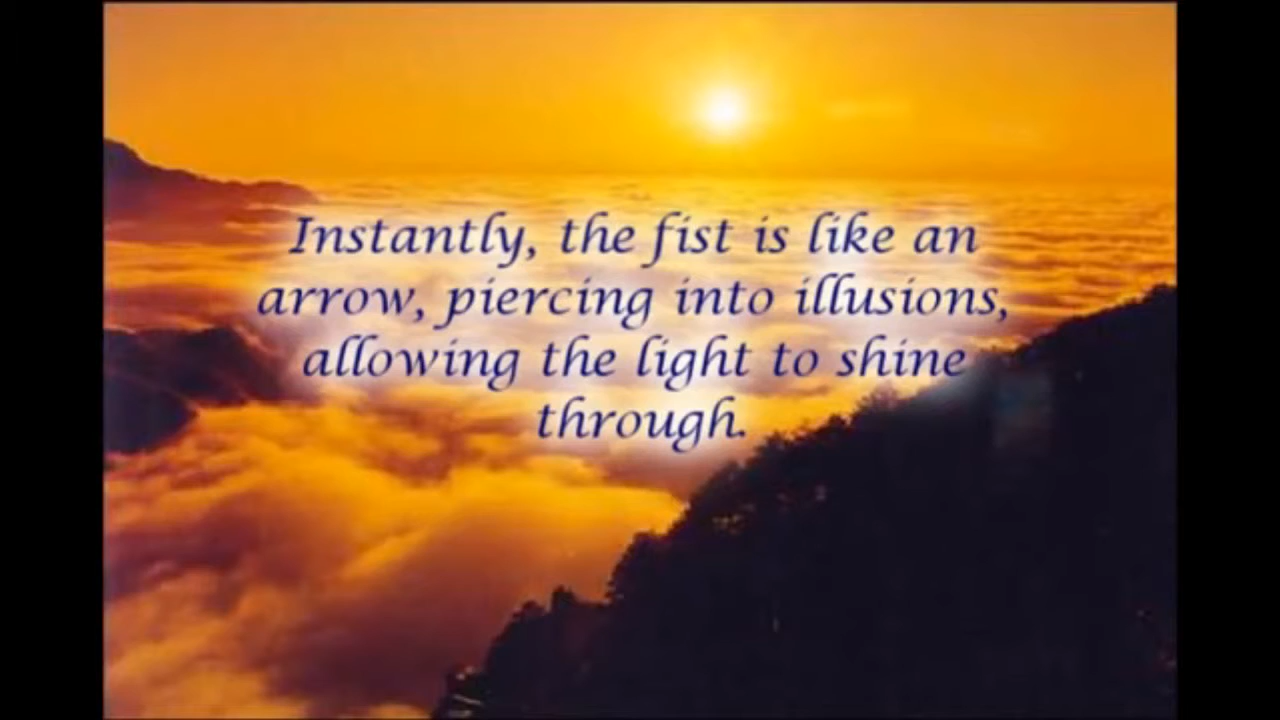 Instantly, the fist is like an
arrow, piercing into illusions,
allowing the light to shine
through.